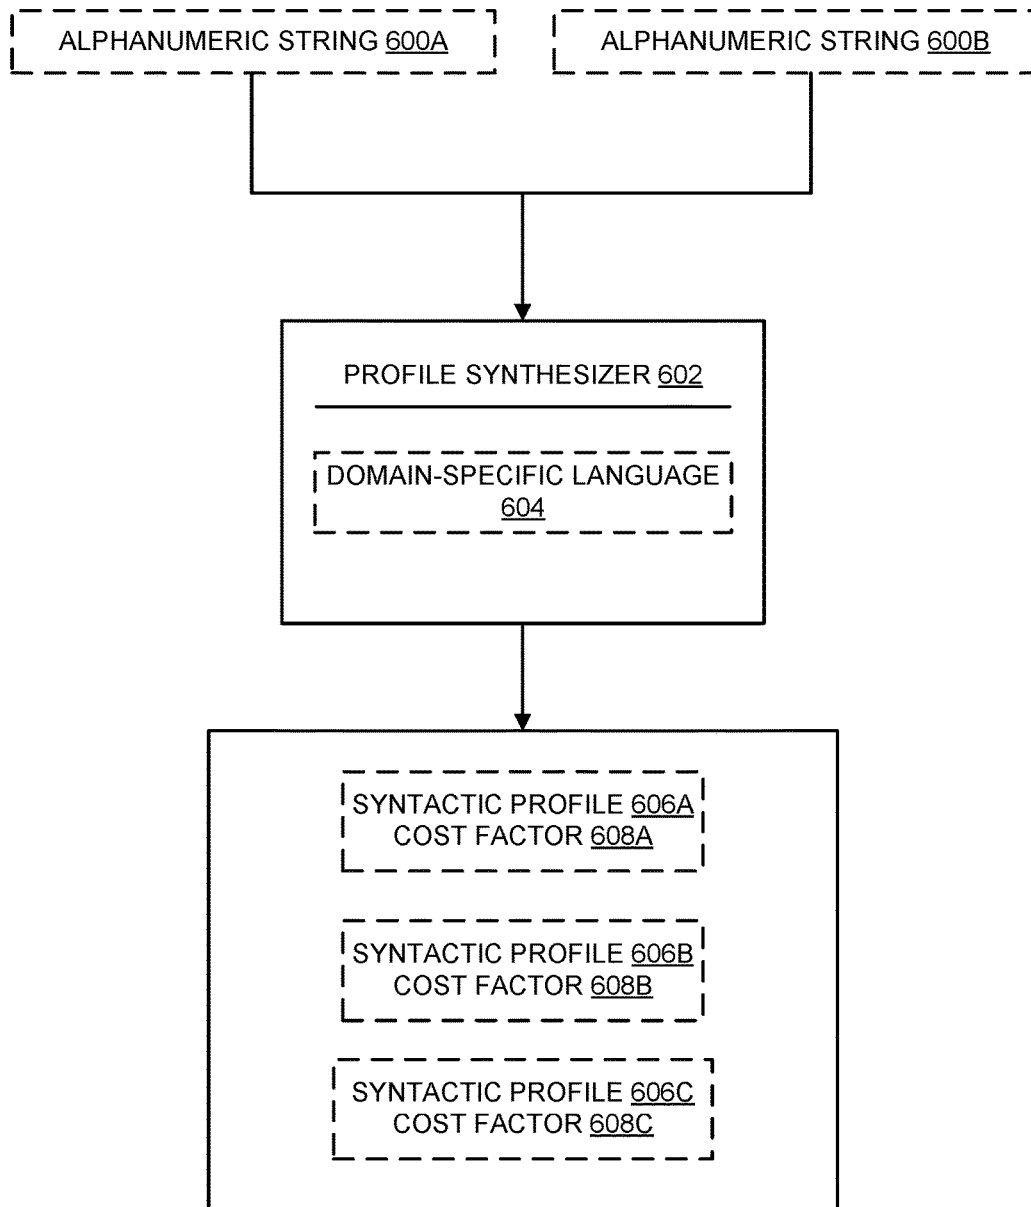 ALPHANUMERIC STRING 600A
ALPHANUMERIC STRING 600B
PROFILE SYNTHESIZER 602
DOMAIN-SPECIFIC LANGUAGE
604
SYNTACTIC PROFILE 606A
COST FACTOR 608A
SYNTACTIC PROFILE 606B
COST FACTOR 608B
SYNTACTIC PROFILE 606C
COST FACTOR 608C